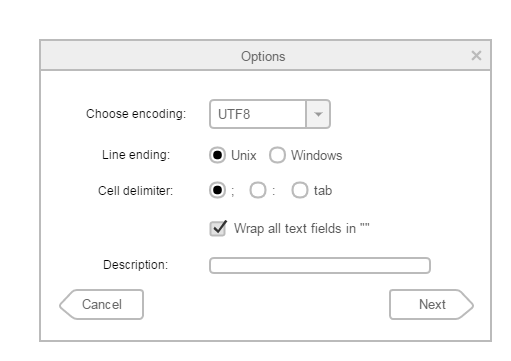 Options ×
Choose encoding: UTF8
Line ending: Unix Windows
Cell delimiter: ; : tab
Wrap all text fields in ""
Description:
Cancel Next